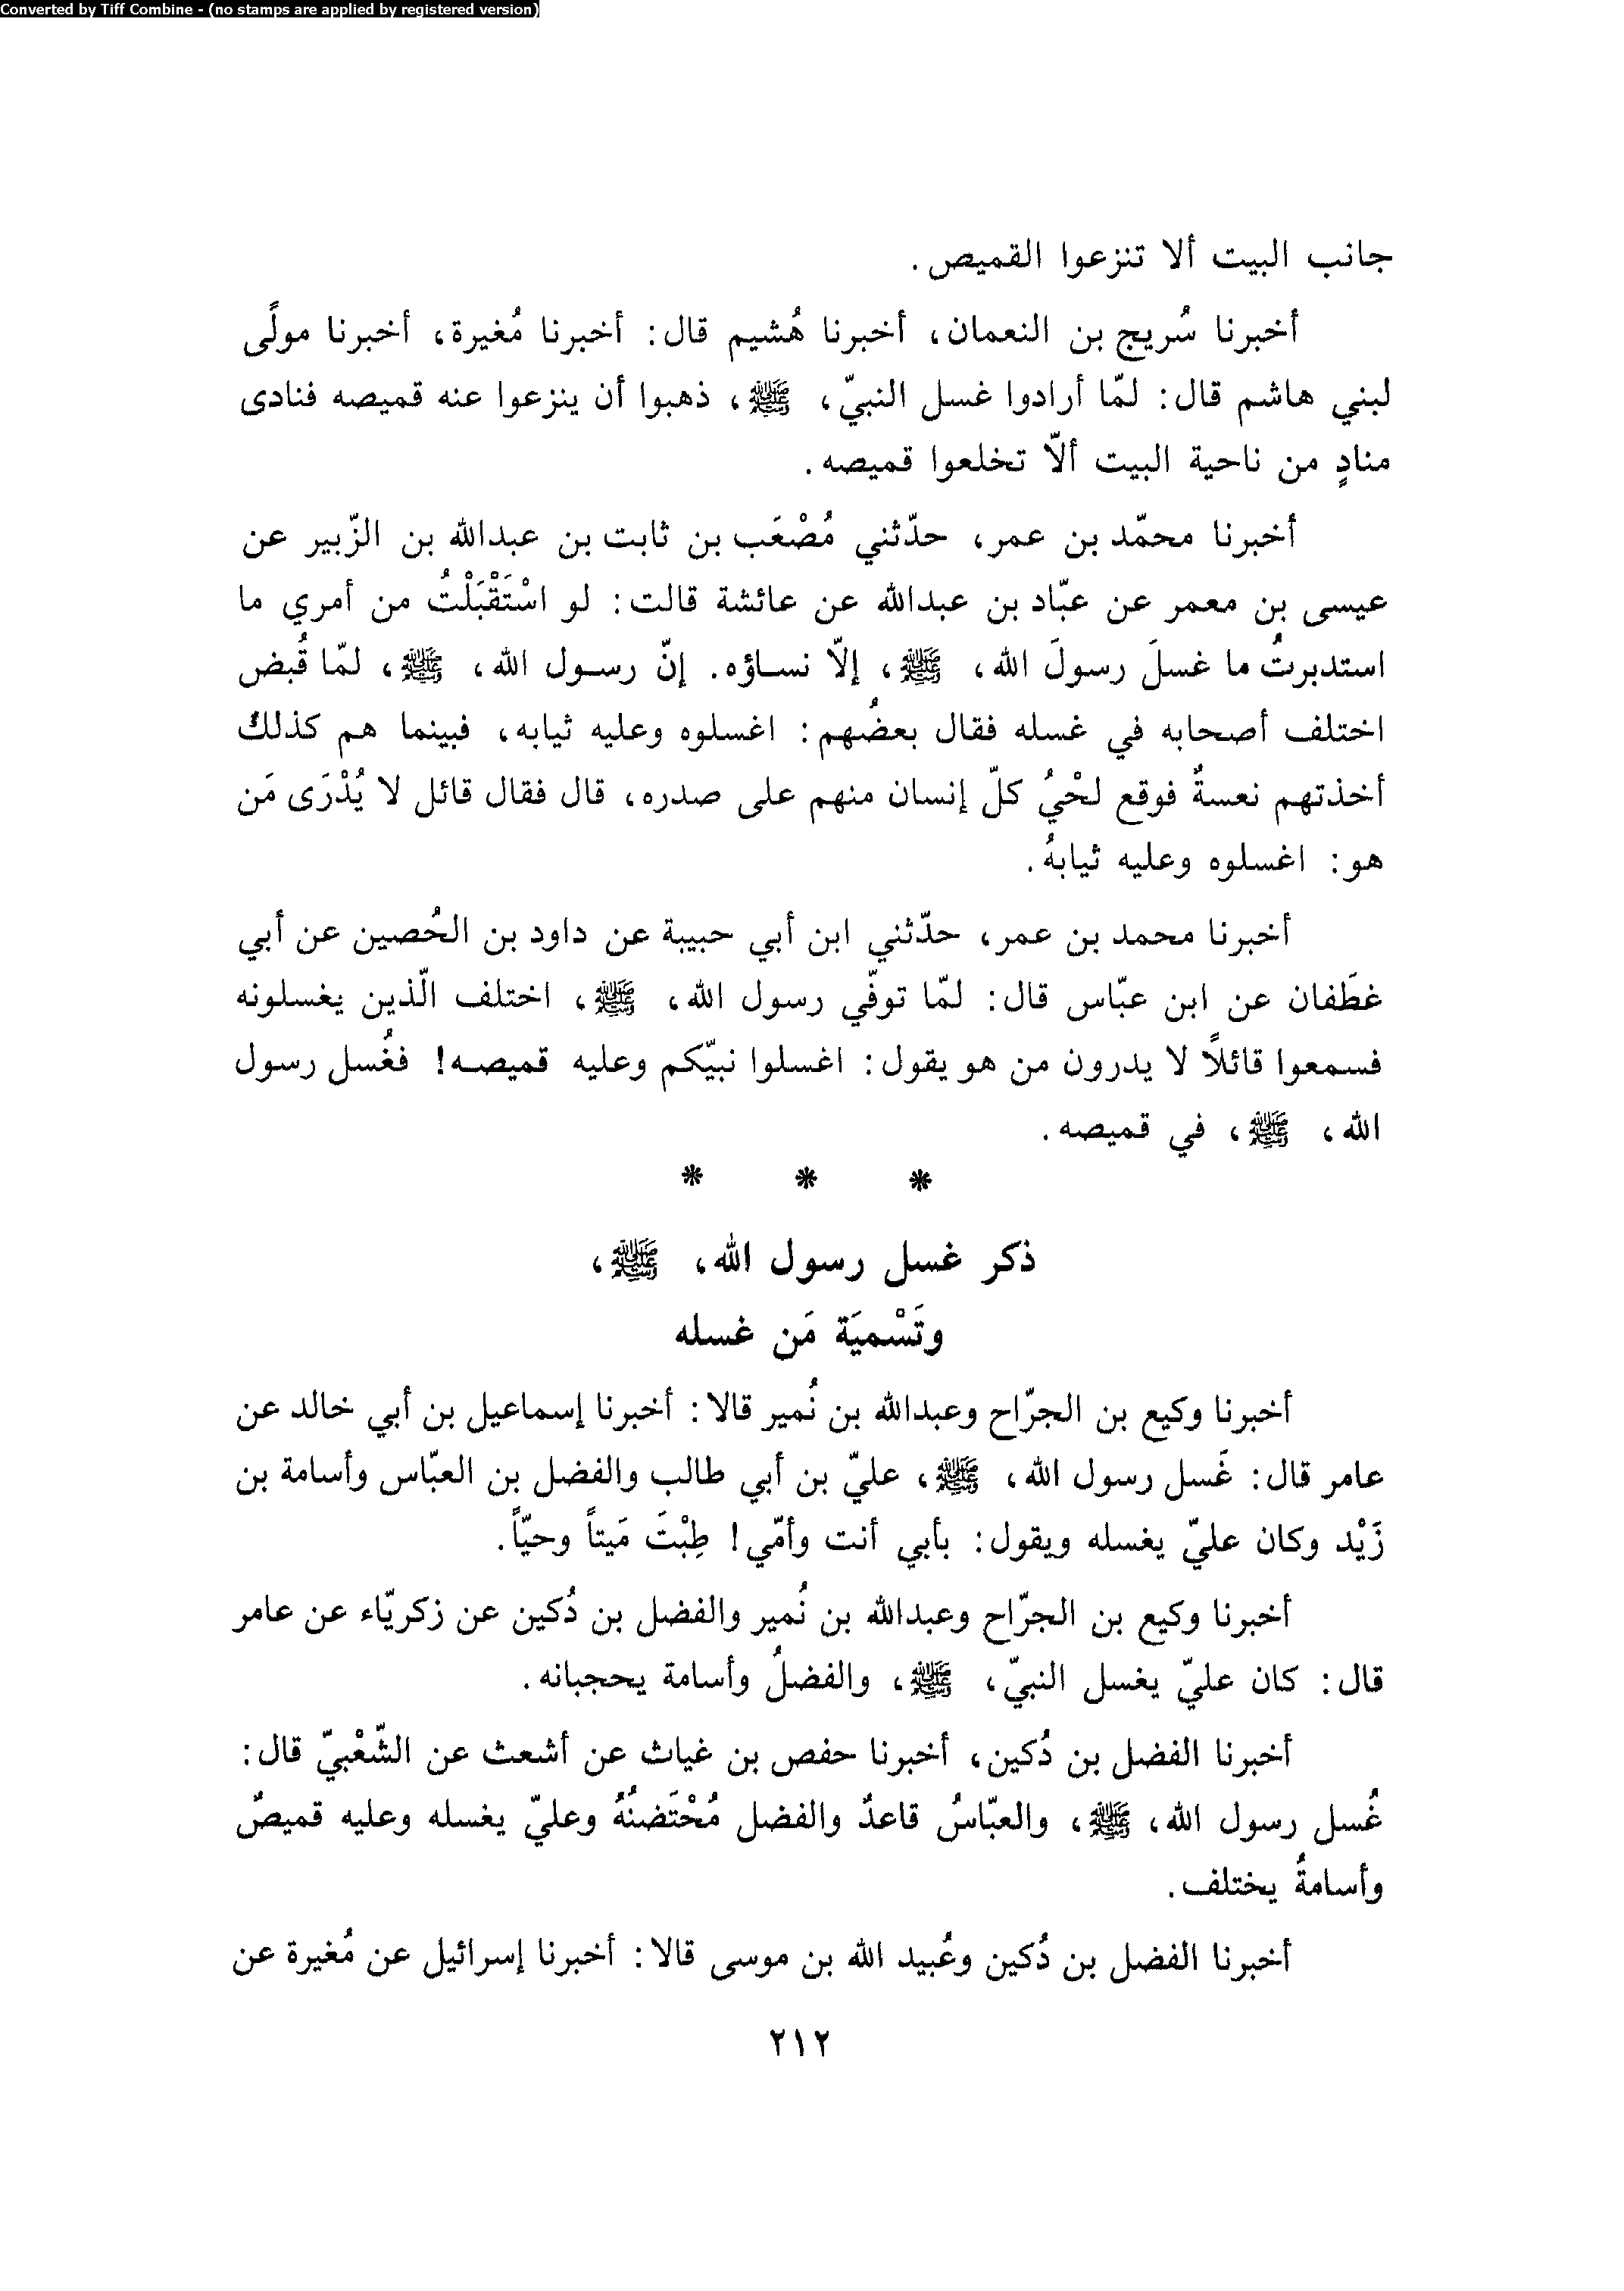 Converted by Tiff Combine - (no stamps are applied by registered version)
جانب البيت ألا تنزعوا القميص.
أخبرنا سُريج بن النعمان، أخبرنا هُشيم قال: أخبرنا مُغيرة، أخبرنا مولًى
لبني هاشم قال: لمّا أرادوا غسل النبيّ، ﷺ، ذهبوا أن ينزعوا عنه قميصه فنادى
منادٍ من ناحية البيت ألاّ تخلعوا قميصه.
أخبرنا محمّد بن عمر، حدّثني مُصْعَب بن ثابت بن عبدالله بن الزّبير عن
عيسى بن معمر عن عبّاد بن عبدالله عن عائشة قالت: لو اسْتَقْبَلْتُ من أمري ما
استدبرتُ ما غسلَ رسولَ الله، ﷺ، إلاّ نساؤه. إنّ رسول الله، ﷺ، لمّا قُبض
اختلف أصحابه في غسله فقال بعضُهم: اغسلوه وعليه ثيابه، فبينما هم كذلك
أخذتهم نعسةٌ فوقع لحْيُ كلّ إنسان منهم على صدره، قال فقال قائل لا يُدْرَى مَن
هو: اغسلوه وعليه ثيابهُ.
أخبرنا محمد بن عمر، حدّثني ابن أبي حبيبة عن داود بن الحُصين عن أبي
غطَفان عن ابن عبّاس قال: لمّا توفّي رسول الله، ﷺ، اختلف الّذين يغسلونه
فسمعوا قائلاً لا يدرون من هو يقول: اغسلوا نبيّكم وعليه قميصه! فغُسل رسول
الله، ﷺ، في قميصه.
* * *
ذكر غسل رسول الله، ﷺ،
وتَسْميَة مَن غسله
أخبرنا وكيع بن الجرّاح وعبدالله بن نُمير قالا: أخبرنا إسماعيل بن أبي خالد عن
عامر قال: غَسل رسول الله، ﷺ، عليّ بن أبي طالب والفضل بن العبّاس وأسامة بن
زَيْد وكان عليّ يغسله ويقول: بأبي أنت وأمّي! طِبْتَ مَيتاً وحيّاً.
أخبرنا وكيع بن الجرّاح وعبدالله بن نُمير والفضل بن دُكين عن زكريّاء عن عامر
قال: كان عليّ يغسل النبيّ، ﷺ، والفضلُ وأسامة يحجبانه.
أخبرنا الفضل بن دُكين، أخبرنا حفص بن غياث عن أشعث عن الشّعْبيّ قال:
غُسل رسول الله، ﷺ، والعبّاسُ قاعدٌ والفضل مُحْتَضنُهُ وعليّ يغسله وعليه قميصٌ
وأسامةُ يختلف.
أخبرنا الفضل بن دُكين وعُبيد الله بن موسى قالا: أخبرنا إسرائيل عن مُغيرة عن
٢١٢